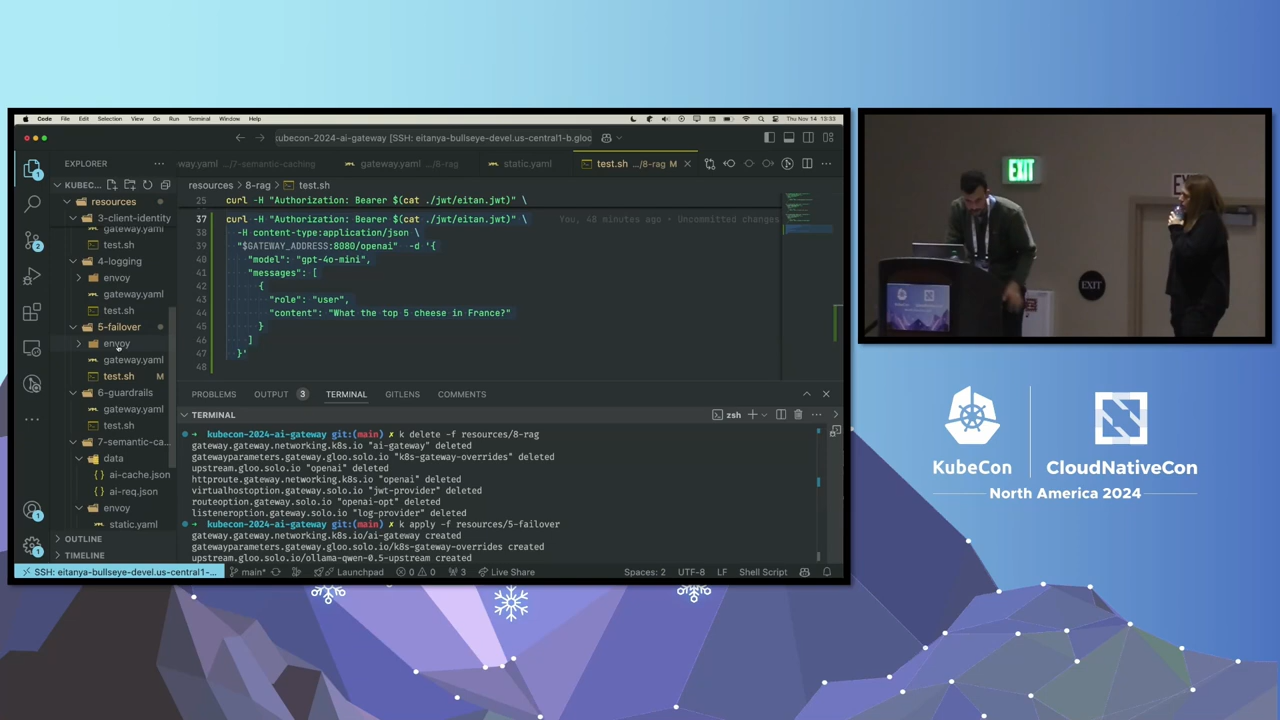 Code File Edit Selection View Go Run Terminal Window Help
Thu Nov 14 13:33
kubecon-2024-ai-gateway [SSH: eitanya-bullseye-devel.us-central1-b.gloo
EXPLORER
way.yaml .../7-semantic-caching
gateway.yaml .../6-rag
static.yaml
test.sh .../8-rag M
KUBEC...
resources > 8-rag > test.sh
resources
3-client-identity
gateway.yaml
test.sh
4-logging
envoy
gateway.yaml
test.sh
5-failover
envoy
gateway.yaml
test.sh M
6-guardrails
gateway.yaml
test.sh
7-semantic-ca...
data
ai-cache.json
ai-req.json
envoy
static.yaml
OUTLINE
TIMELINE
25 curl -H "Authorization: Bearer $(cat ./jwt/eitan.jwt)" \
37 curl -H "Authorization: Bearer $(cat ./jwt/eitan.jwt)" \ You, 48 minutes ago • Uncommitted changes
38 -H content-type:application/json \
39 "$GATEWAY_ADDRESS:8080/openai" -d '{
40 "model": "gpt-4o-mini",
41 "messages": [
42 {
43 "role": "user",
44 "content": "What the top 5 cheese in France?"
45 }
46 ]
47 }'
48
PROBLEMS OUTPUT 3 TERMINAL GITLENS COMMENTS
TERMINAL
zsh
→ kubecon-2024-ai-gateway git:(main) ✗ k delete -f resources/8-rag
gateway.gateway.networking.k8s.io "ai-gateway" deleted
gatewayparameters.gateway.gloo.solo.io "k8s-gateway-overrides" deleted
upstream.gloo.solo.io "openai" deleted
httproute.gateway.networking.k8s.io "openai" deleted
virtualhostoption.gateway.solo.io "jwt-provider" deleted
routeoption.gateway.solo.io "openai-opt" deleted
listeneroption.gateway.solo.io "log-provider" deleted
→ kubecon-2024-ai-gateway git:(main) ✗ k apply -f resources/5-failover
gateway.gateway.networking.k8s.io/ai-gateway created
gatewayparameters.gateway.gloo.solo.io/k8s-gateway-overrides created
upstream.gloo.solo.io/ollama-qwen-0.5-upstream created
SSH: eitanya-bullseye-devel.us-central1-... main* Launchpad 0 0 3 Live Share Spaces: 2 UTF-8 LF Shell Script
EXIT
EXIT
KubeCon
CloudNativeCon
North America 2024